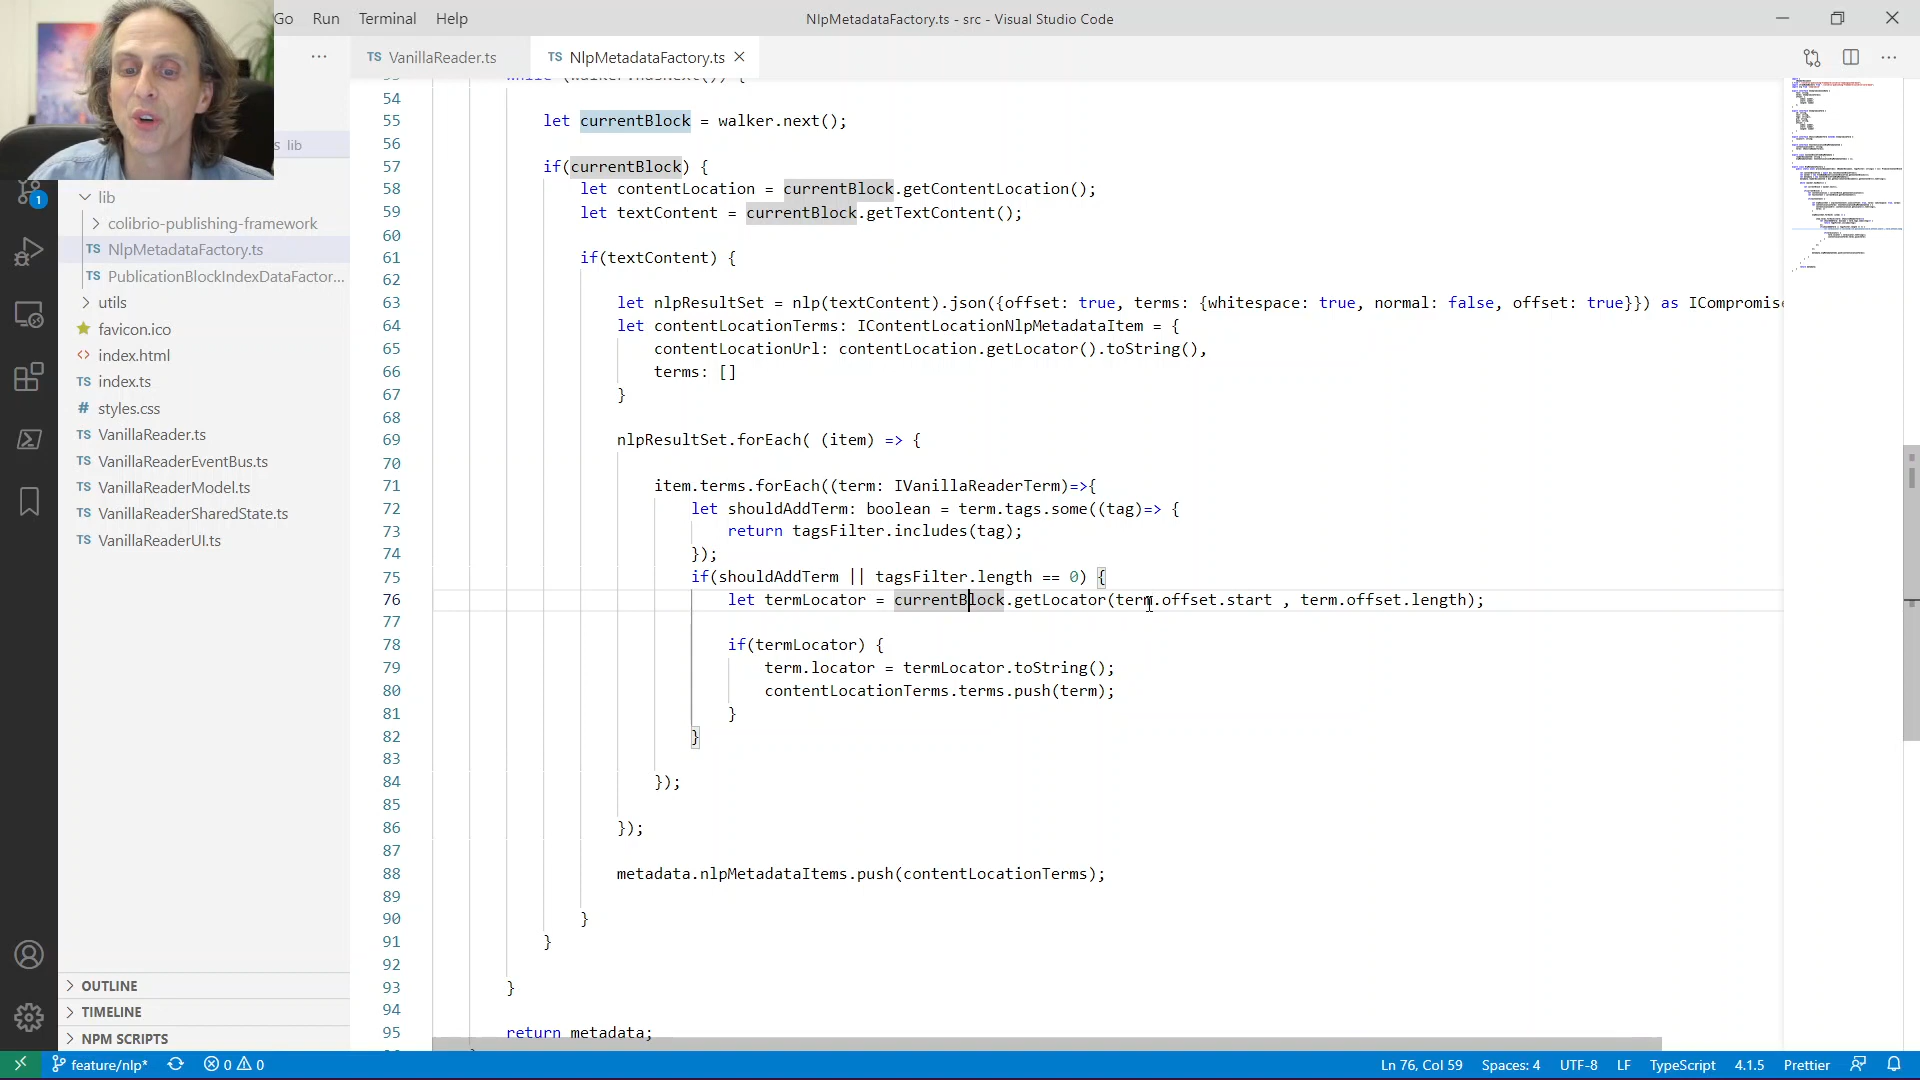 Go Run Terminal Help
NlpMetadataFactory.ts - src - Visual Studio Code
TS VanillaReader.ts
TS NlpMetadataFactory.ts
s lib
1
lib
colibrio-publishing-framework
TS NlpMetadataFactory.ts
TS PublicationBlockIndexDataFactor...
utils
favicon.ico
<> index.html
TS index.ts
# styles.css
TS VanillaReader.ts
TS VanillaReaderEventBus.ts
TS VanillaReaderModel.ts
TS VanillaReaderSharedState.ts
TS VanillaReaderUI.ts
OUTLINE
TIMELINE
NPM SCRIPTS
54
55 let currentBlock = walker.next();
56
57 if(currentBlock) {
58 let contentLocation = currentBlock.getContentLocation();
59 let textContent = currentBlock.getTextContent();
60
61 if(textContent) {
62
63 let nlpResultSet = nlp(textContent).json({offset: true, terms: {whitespace: true, normal: false, offset: true}}) as ICompromise
64 let contentLocationTerms: IContentLocationNlpMetadataItem = {
65 contentLocationUrl: contentLocation.getLocator().toString(),
66 terms: []
67 }
68
69 nlpResultSet.forEach( (item) => {
70
71 item.terms.forEach((term: IVanillaReaderTerm)=>{
72 let shouldAddTerm: boolean = term.tags.some((tag)=> {
73 return tagsFilter.includes(tag);
74 });
75 if(shouldAddTerm || tagsFilter.length == 0) {
76 let termLocator = currentBlock.getLocator(term.offset.start , term.offset.length);
77
78 if(termLocator) {
79 term.locator = termLocator.toString();
80 contentLocationTerms.terms.push(term);
81 }
82 }
83
84 });
85
86 });
87
88 metadata.nlpMetadataItems.push(contentLocationTerms);
89
90 }
91 }
92
93 }
94
95 return metadata;
feature/nlp* 0 0
Ln 76, Col 59 Spaces: 4 UTF-8 LF TypeScript 4.1.5 Prettier